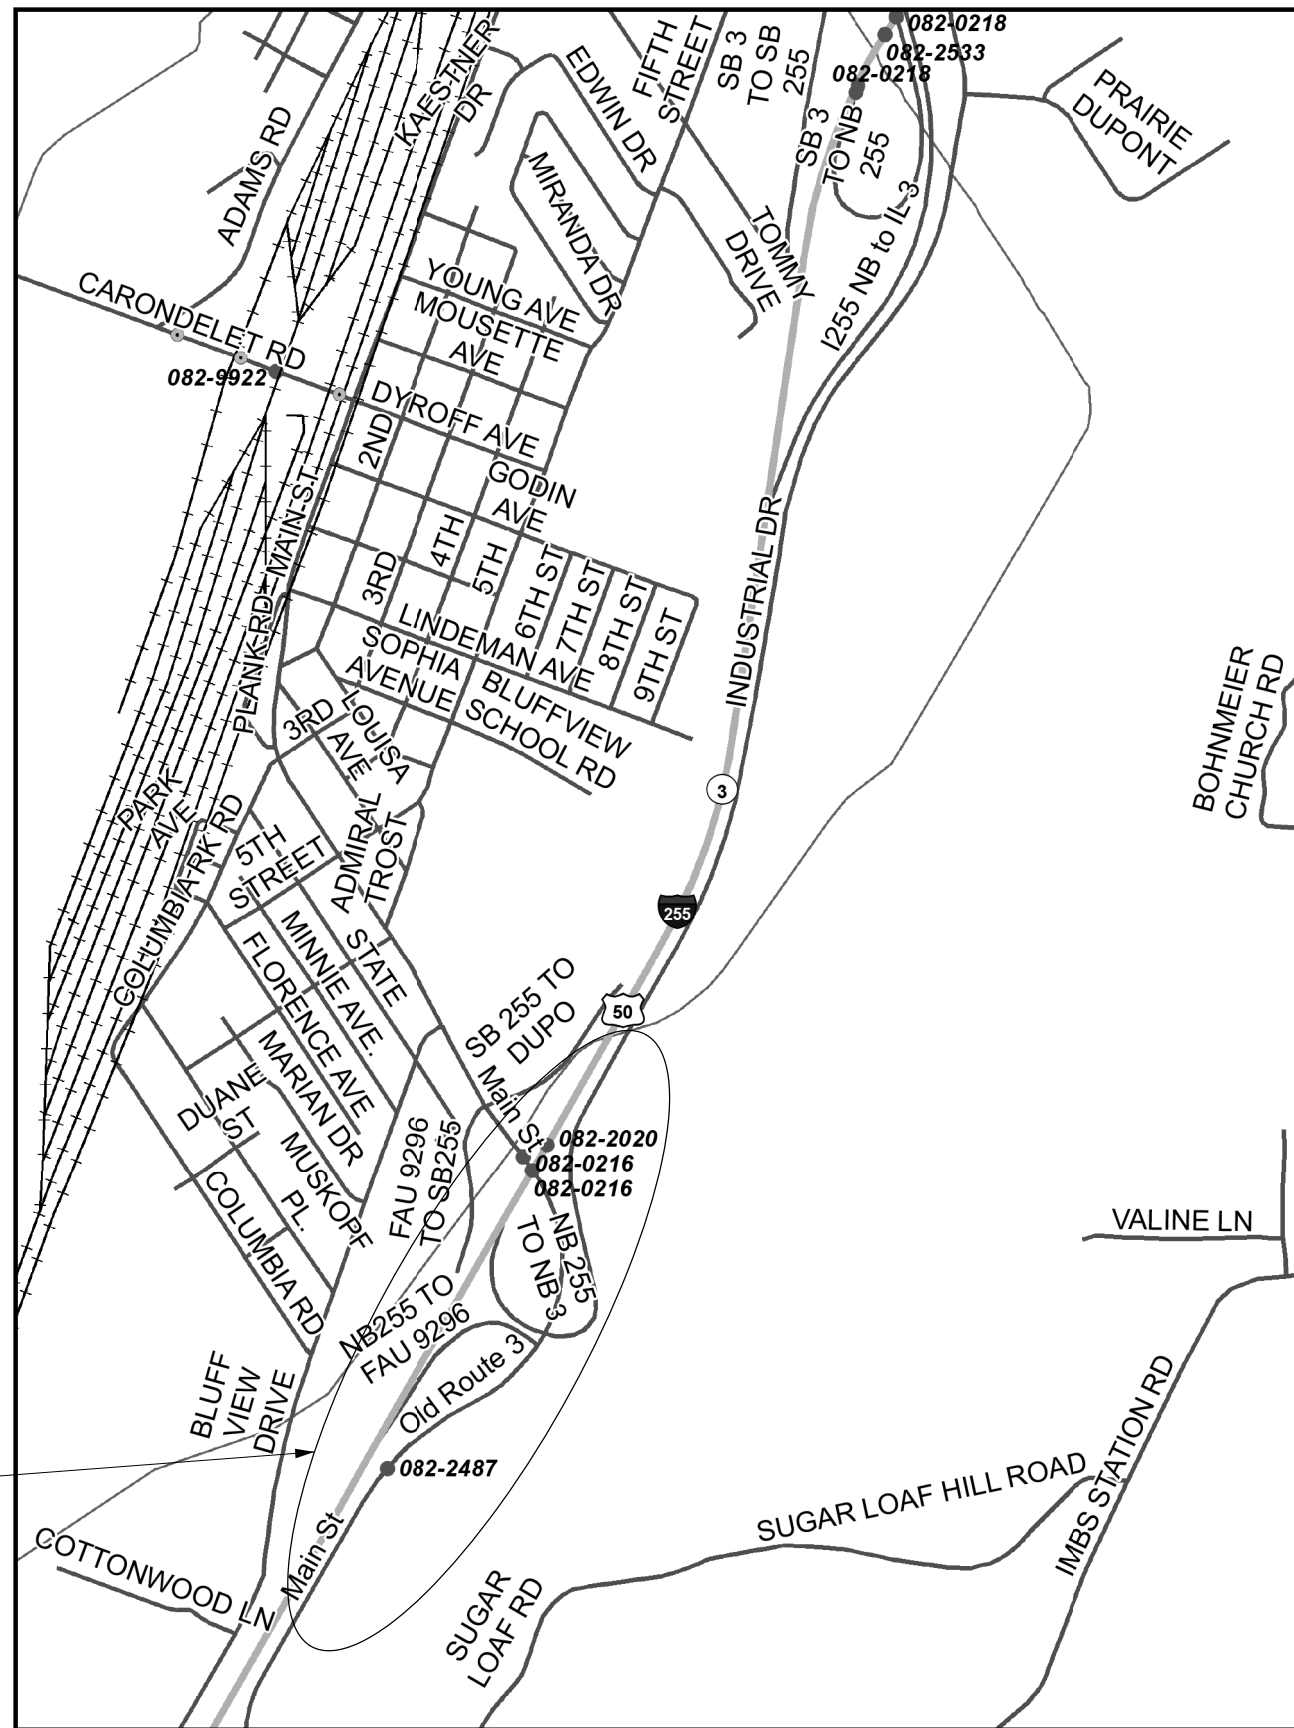 082-0218
082-2533
082-0218
KAESTNER
DR
EDWIN DR
FIFTH
STREET
SB 3
TO SB
255
SB 3
TO NB
255
PRAIRIE
DUPONT
ADAMS RD
MIRANDA DR
TOMMY
DRIVE
I255 NB to IL 3
CARONDELET RD
082-9922
YOUNG AVE
MOUSETTE
AVE
DYROFF AVE
2ND
GODIN
AVE
PLANK RD-MAIN ST
3RD
4TH
5TH
6TH ST
7TH ST
8TH ST
9TH ST
LINDEMAN AVE
SOPHIA
AVENUE
BLUFFVIEW
SCHOOL RD
INDUSTRIAL DR
BOHNMEIER
CHURCH RD
3RD
AVE
LOUISA
3
PARK
AVE
COLUMBIA RK RD
5TH
STREET
ADMIRAL
TROST
255
MINNIE AVE.
STATE
FLORENCE AVE
SB 255 TO
DUPO
50
MARIAN DR
DUANE
ST
Main St
082-2020
082-0216
082-0216
FAU 9296
TO SB255
MUSKOPF
PL.
COLUMBIA RD
NB 255
TO NB 3
VALINE LN
NB255 TO
FAU 9296
Old Route 3
BLUFF
VIEW
DRIVE
082-2487
SUGAR LOAF HILL ROAD
IMBS STATION RD
COTTONWOOD LN
Main St
SUGAR
LOAF RD